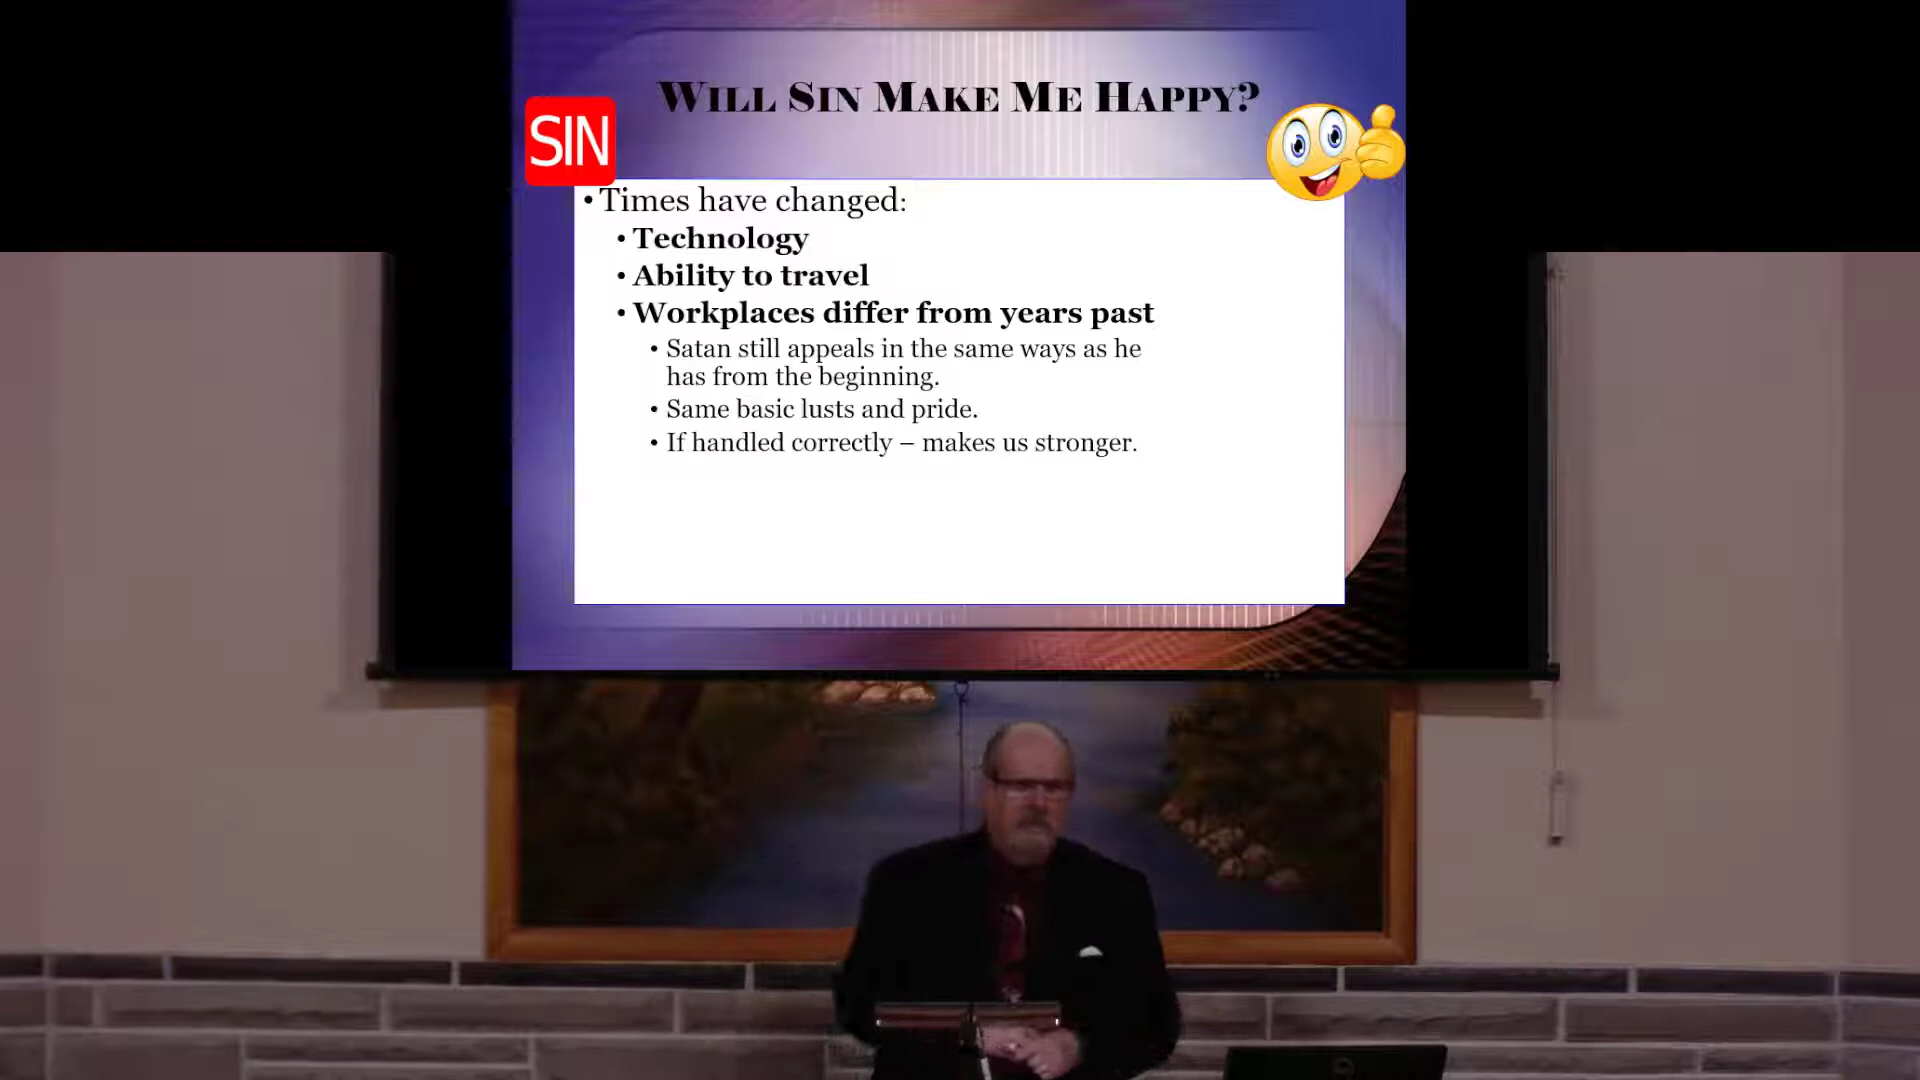 WILL SIN MAKE ME HAPPY?
SIN
• Times have changed:
• Technology
• Ability to travel
• Workplaces differ from years past
• Satan still appeals in the same ways as he
has from the beginning.
• Same basic lusts and pride.
• If handled correctly – makes us stronger.